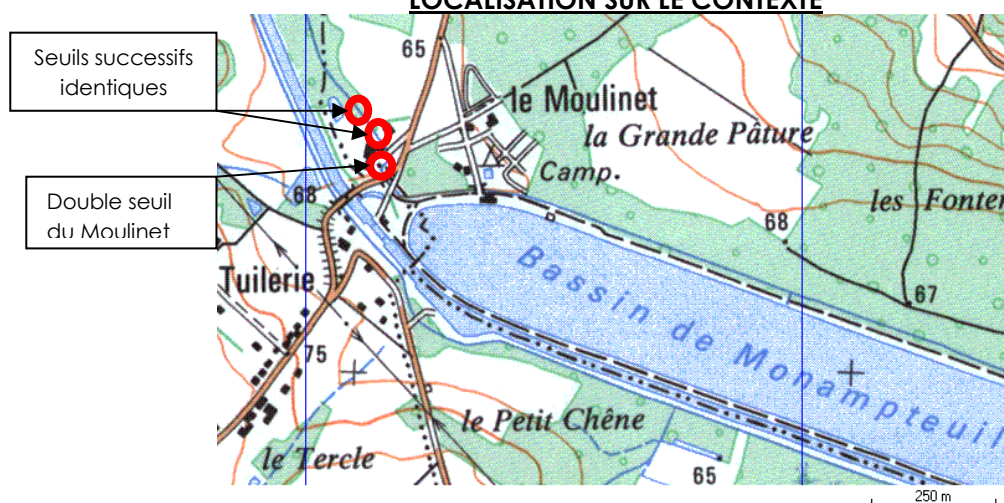 LOCALISATION SUR LE CONTEXTE
Seuils successifs
identiques
65
le Moulinet
la Grande Pâture
Camp.
les Fonten
Double seuil
du Moulinet
68
68
Bassin de Monampteuil
67
Tuilerie
75
le Petit Chêne
le Tercle
65
250 m